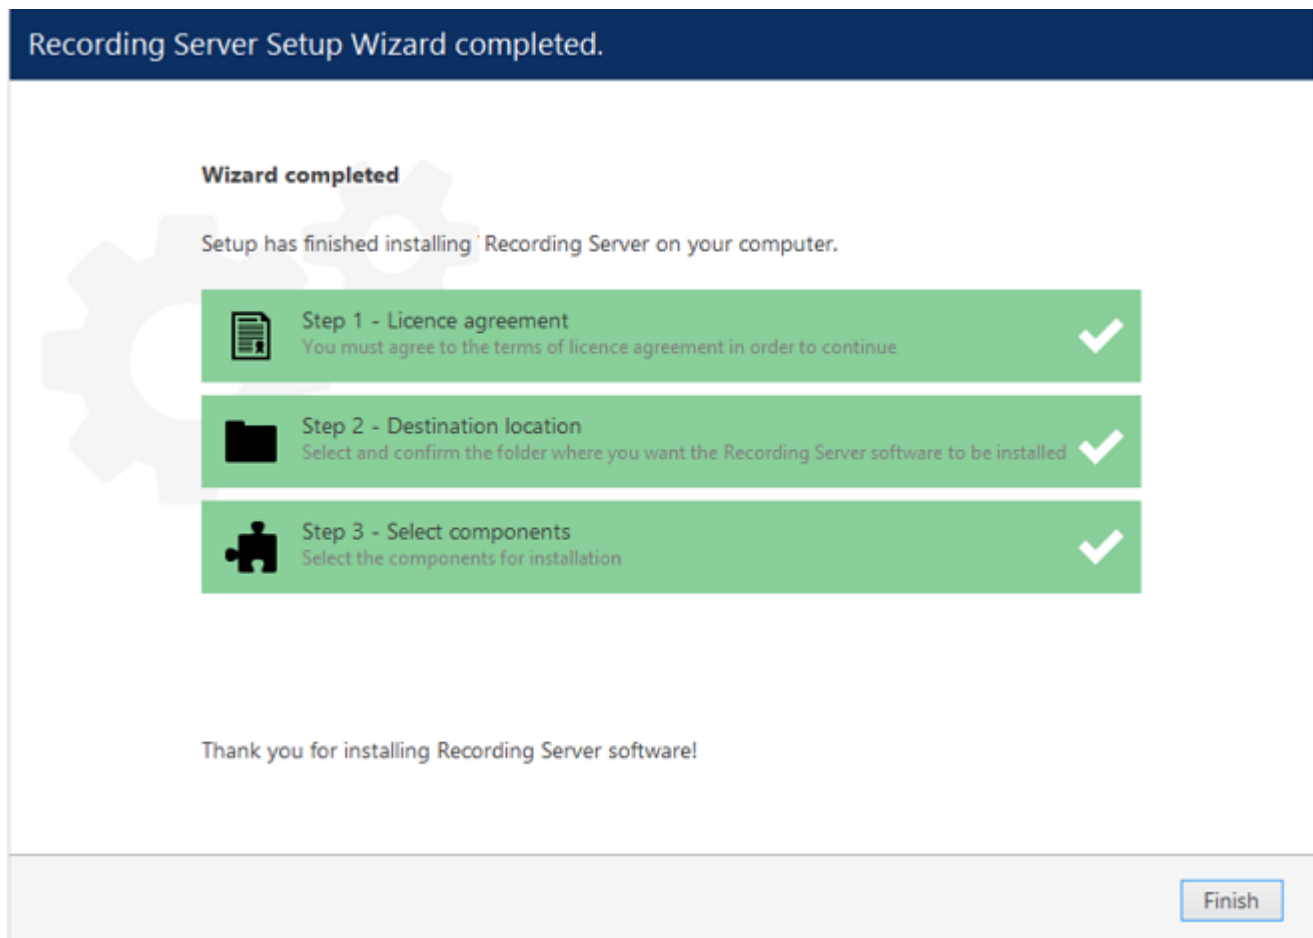 Recording Server Setup Wizard completed.
Wizard completed
Setup has finished installing ' Recording Server on your computer.
Step 1 - Licence agreement
You must agree to the terms of licence agreement in order to continue
Step 2 - Destination location
Select and confirm the folder where you want the Recording Server software to be installed
Step 3 - Select components
Select the components for installation
Thank you for installing Recording Server software!
Finish